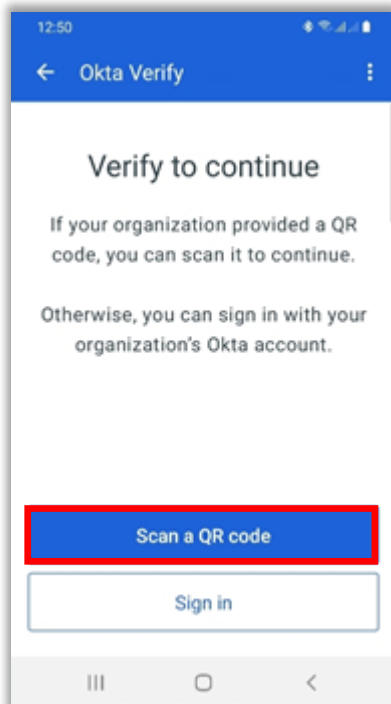 12:50
Okta Verify
Verify to continue
If your organization provided a QR
code, you can scan it to continue.
Otherwise, you can sign in with your
organization's Okta account.
Scan a QR code
Sign in